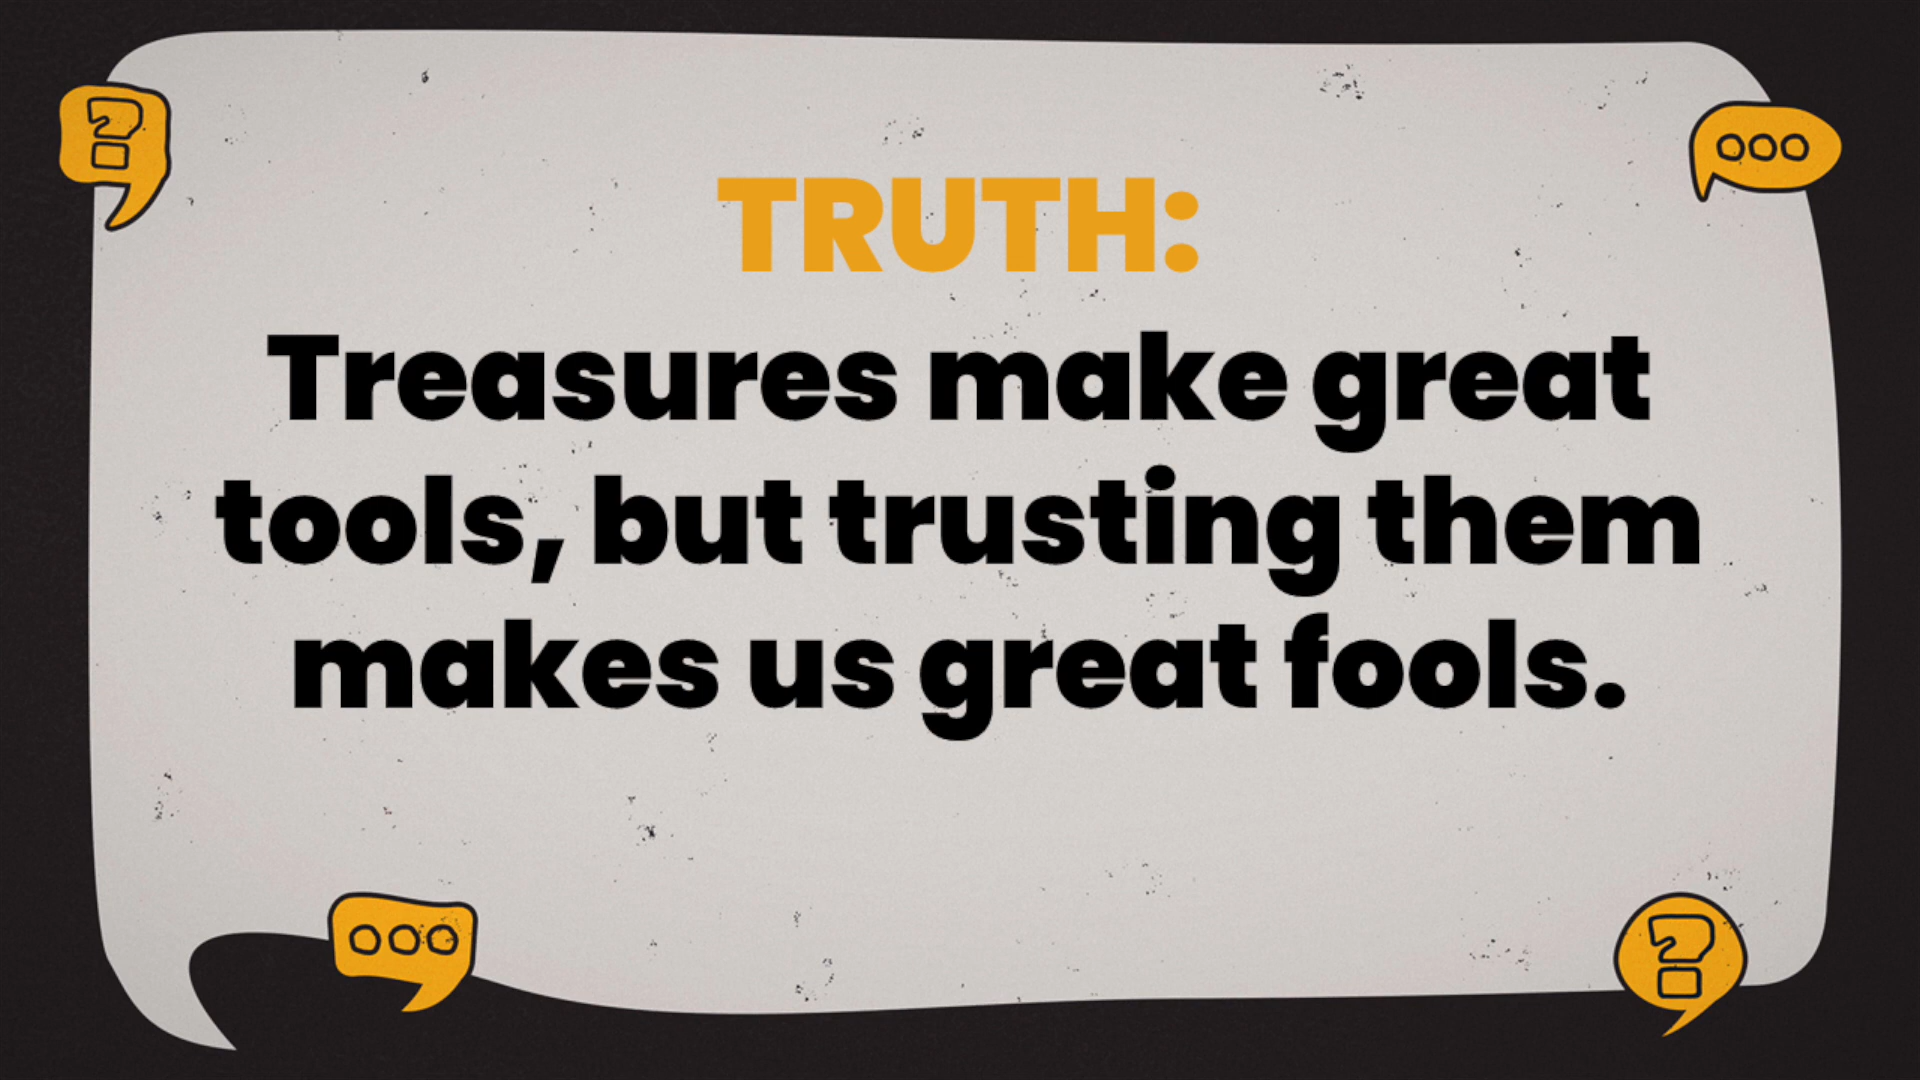 TRUTH:
Treasures make great
tools, but trusting them
makes us great fools.